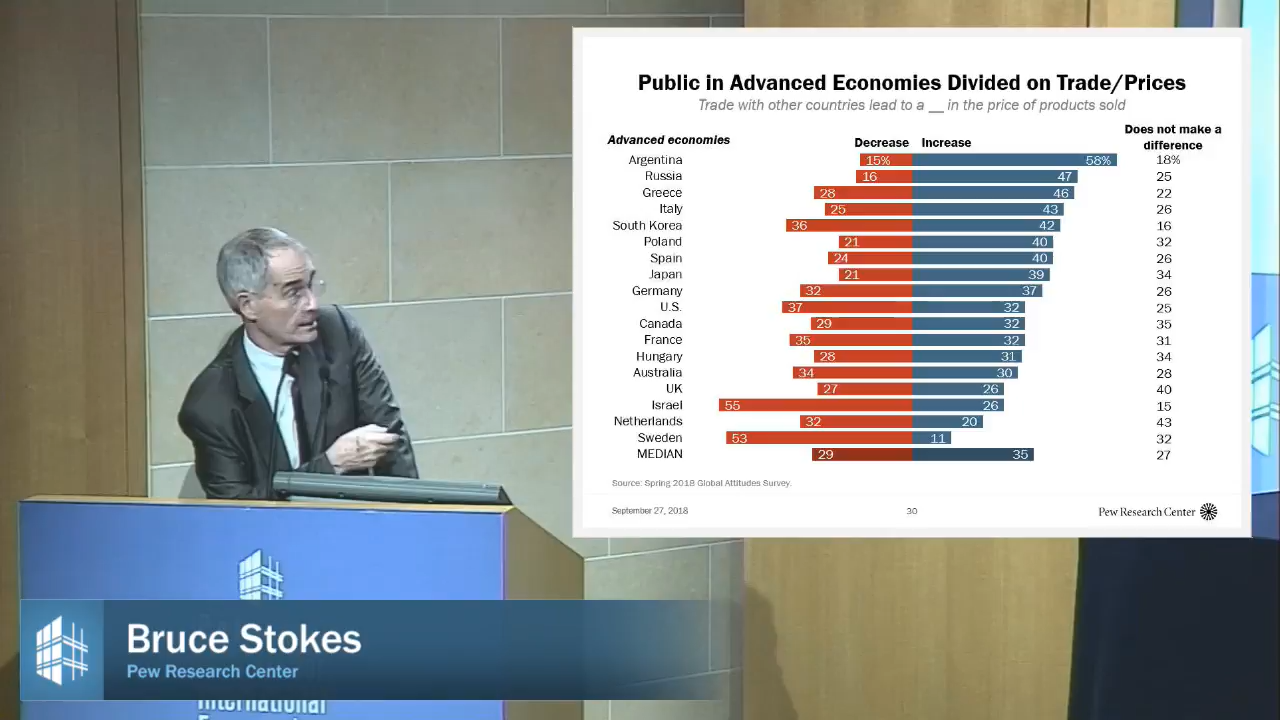 Public in Advanced Economies Divided on Trade/Prices
Trade with other countries lead to a __ in the price of products sold
Advanced economies Decrease Increase Does not make a difference
Argentina 15% 58% 18%
Russia 16 47 25
Greece 28 46 22
Italy 25 43 26
South Korea 36 42 16
Poland 21 40 32
Spain 24 40 26
Japan 21 39 34
Germany 32 37 26
U.S. 37 32 25
Canada 29 32 35
France 35 32 31
Hungary 28 31 34
Australia 34 30 28
UK 27 26 40
Israel 55 26 15
Netherlands 32 20 43
Sweden 53 11 32
MEDIAN 29 35 27
Source: Spring 2018 Global Attitudes Survey.
September 27, 2018 30 Pew Research Center
Bruce Stokes
Pew Research Center
International